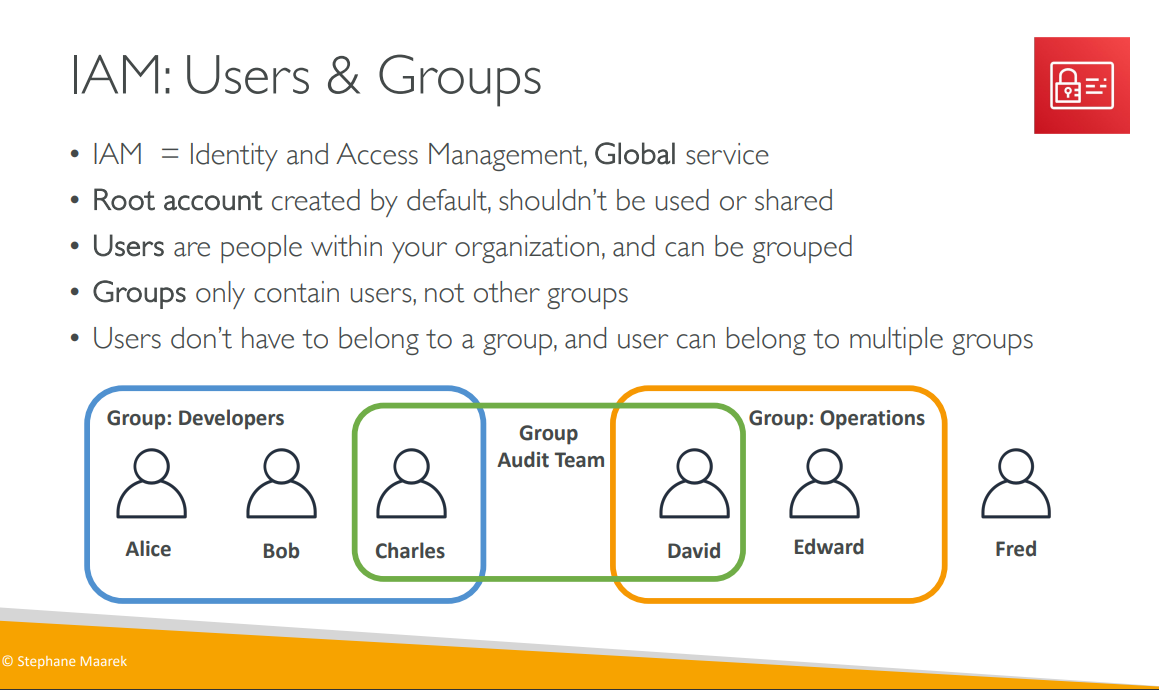 IAM: Users & Groups
• IAM = Identity and Access Management, Global service
• Root account created by default, shouldn’t be used or shared
• Users are people within your organization, and can be grouped
• Groups only contain users, not other groups
• Users don’t have to belong to a group, and user can belong to multiple groups
Group: Developers
Group
Audit Team
Group: Operations
Alice
Bob
Charles
David
Edward
Fred
© Stephane Maarek